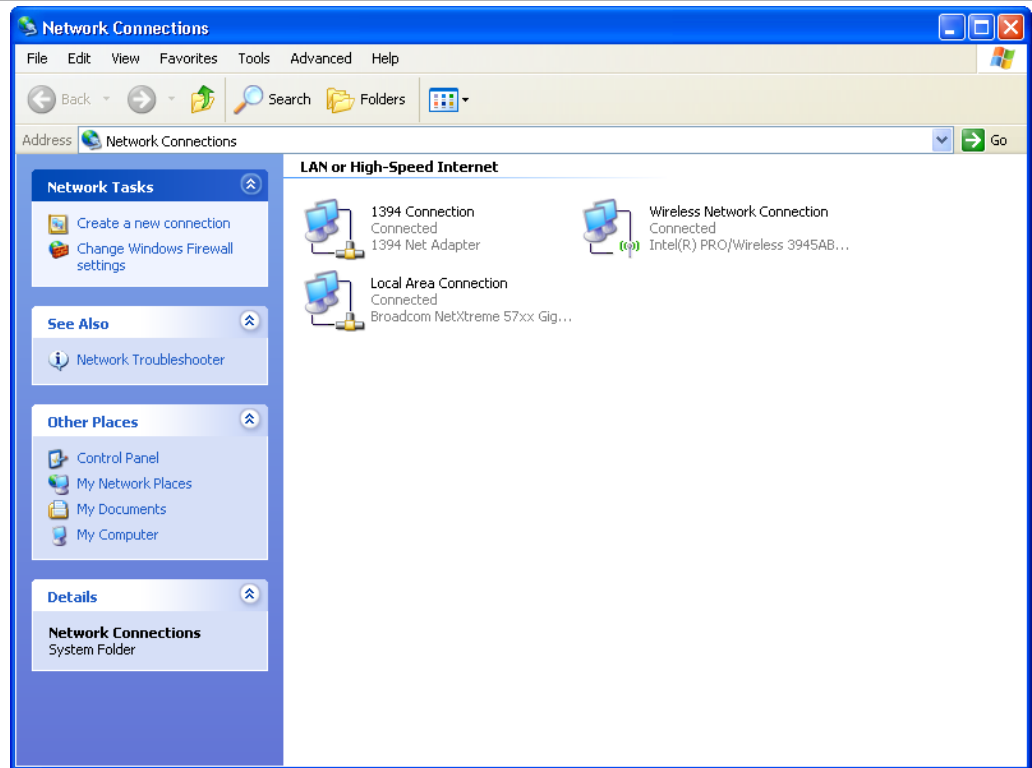 Network Connections
File Edit View Favorites Tools Advanced Help
Back Search Folders
Address Network Connections Go
Network Tasks
Create a new connection
Change Windows Firewall
settings
See Also
Network Troubleshooter
Other Places
Control Panel
My Network Places
My Documents
My Computer
Details
Network Connections
System Folder
LAN or High-Speed Internet
1394 Connection
Connected
1394 Net Adapter
Wireless Network Connection
Connected
Intel(R) PRO/Wireless 3945AB...
Local Area Connection
Connected
Broadcom NetXtreme 57xx Gig...